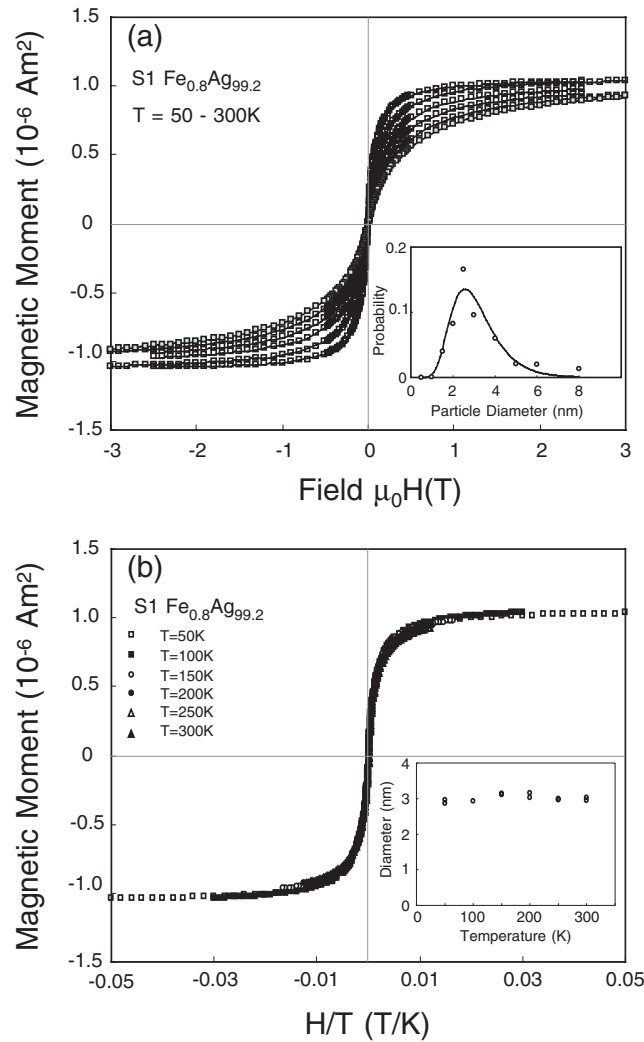 (a)
S1 Fe0.8Ag99.2
T = 50 - 300K
Magnetic Moment (10-6 Am2)
1.5
1.0
0.5
0
-0.5
-1.0
-1.5
-3
-2
-1
0
1
2
3
Field μ0H(T)
0.2
0.1
0
Probability
0
2
4
6
8
Particle Diameter (nm)
(b)
S1 Fe0.8Ag99.2
T=50K
T=100K
T=150K
T=200K
T=250K
T=300K
Magnetic Moment (10-6 Am2)
1.5
1.0
0.5
0
-0.5
-1.0
-1.5
-0.05
-0.03
-0.01
0.01
0.03
0.05
H/T (T/K)
4
3
2
1
0
Diameter (nm)
0
100
200
300
Temperature (K)